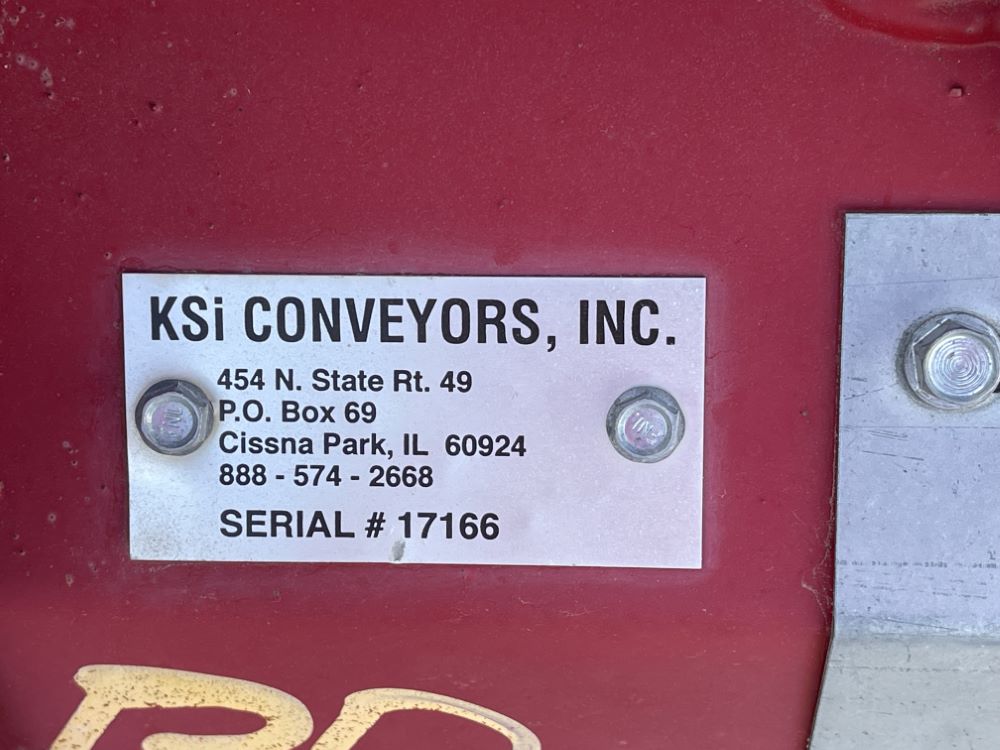 KSi CONVEYORS, INC.
454 N. State Rt. 49
P.O. Box 69
Cissna Park, IL 60924
888 - 574 - 2668
SERIAL # 17166